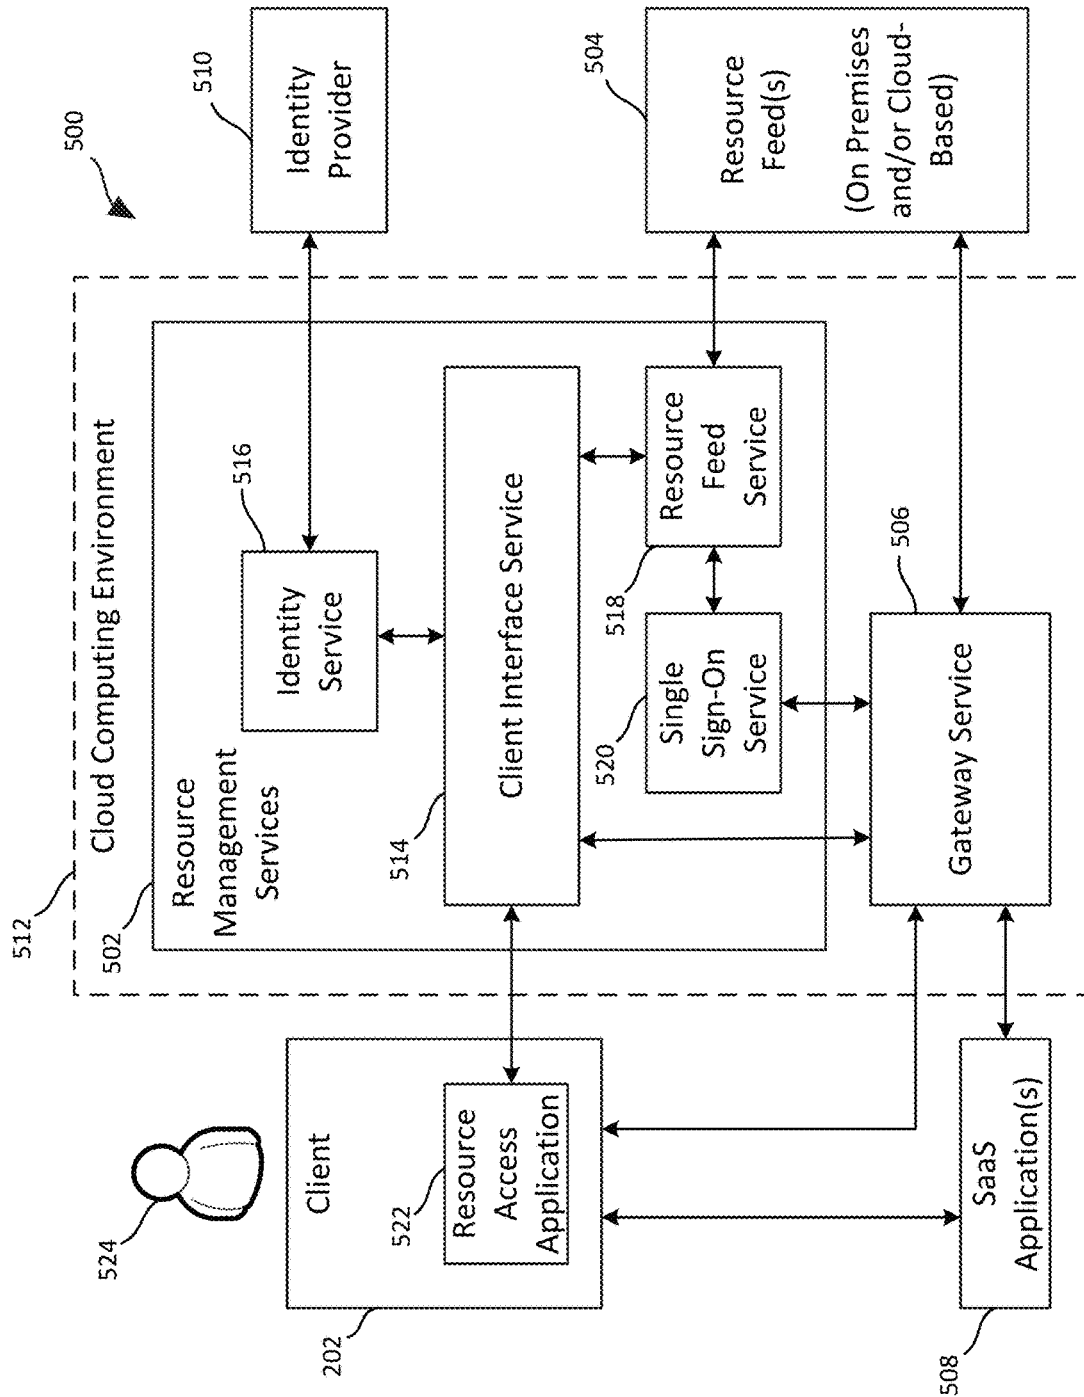 500
512
Cloud Computing Environment
502
Resource
Management
Services
524
202
Client
522
Resource
Access
Application
516
Identity
Service
510
Identity
Provider
514
Client Interface Service
520
Single
Sign-On
Service
518
Resource
Feed
Service
504
Resource
Feed(s)
(On Premises
and/or Cloud-
Based)
506
Gateway Service
508
SaaS
Application(s)